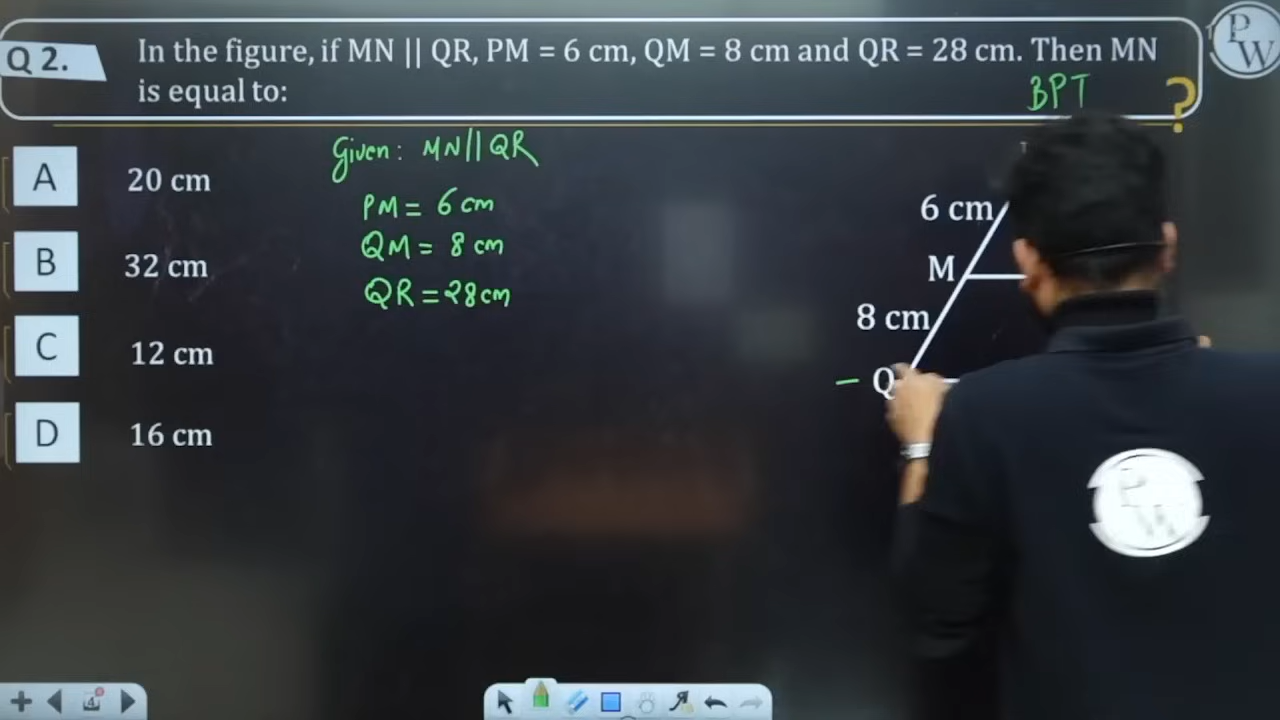 Q 2.
In the figure, if MN || QR, PM = 6 cm, QM = 8 cm and QR = 28 cm. Then MN
is equal to:
BPT
?
PW
Given: MN || QR
PM = 6 cm
QM = 8 cm
QR = 28 cm
A 20 cm
B 32 cm
C 12 cm
D 16 cm
6 cm
M
8 cm
– Q
PW